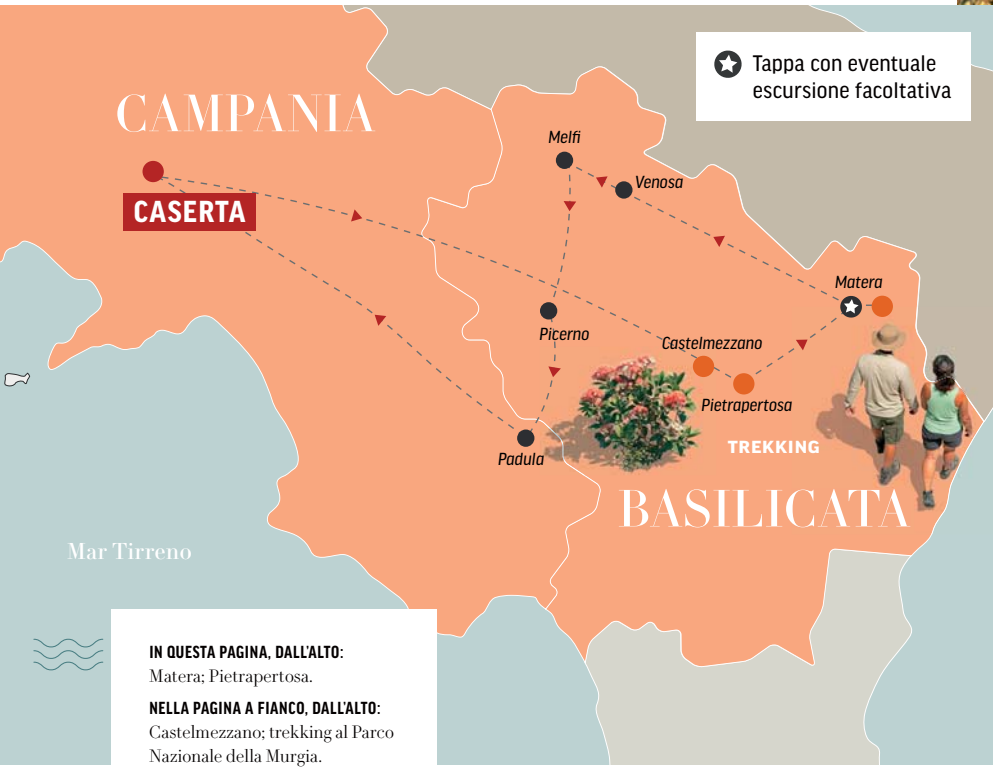 Tappa con eventuale
escursione facoltativa
CAMPANIA
CASERTA
Melfi
Venosa
Matera
Picerno
Castelmezzano
Pietrapertosa
Padula
TREKKING
BASILICATA
Mar Tirreno
IN QUESTA PAGINA, DALL'ALTO:
Matera; Pietrapertosa.
NELLA PAGINA A FIANCO, DALL'ALTO:
Castelmezzano; trekking al Parco
Nazionale della Murgia.